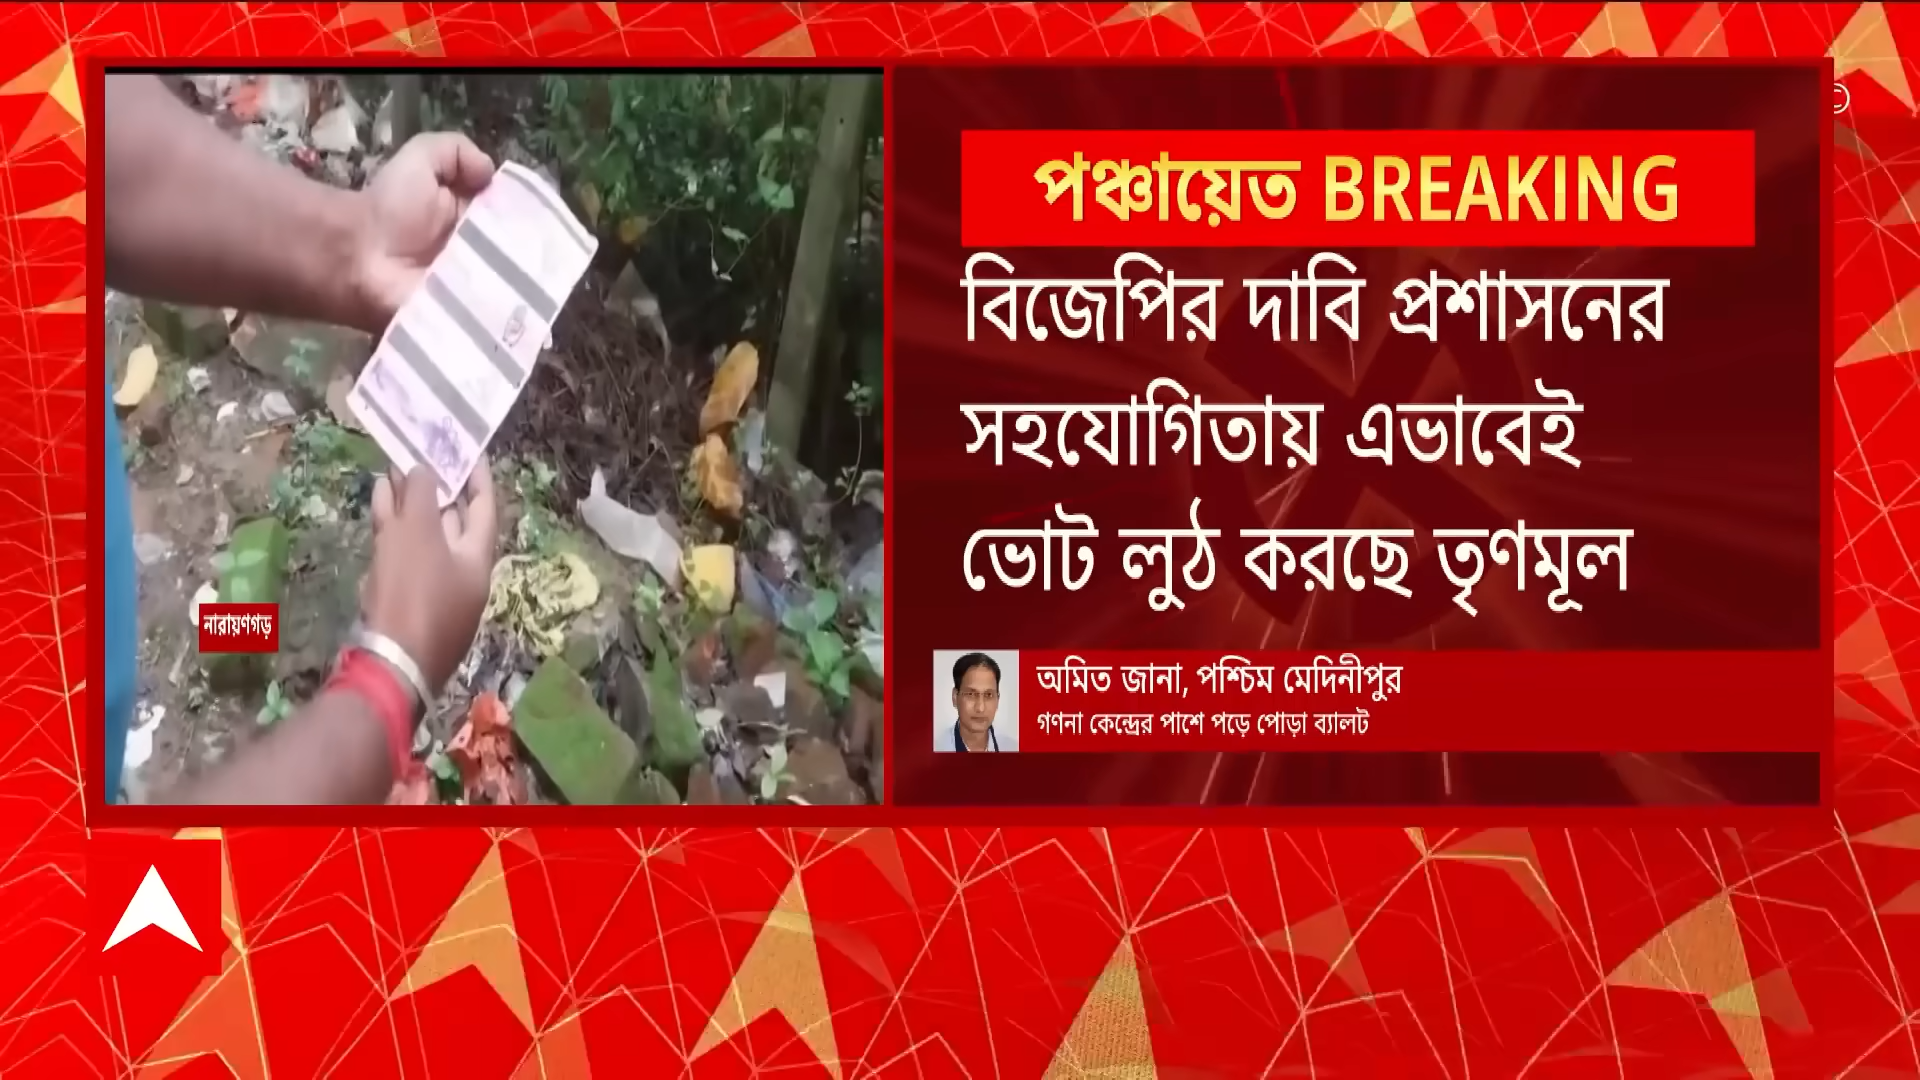 ©
পঞ্চায়েত BREAKING
বিজেপির দাবি প্রশাসনের
সহযোগিতায় এভাবেই
ভোট লুঠ করছে তৃণমূল
নারায়ণগড়
অমিত জানা, পশ্চিম মেদিনীপুর
গণনা কেন্দ্রের পাশে পড়ে পোড়া ব্যালট